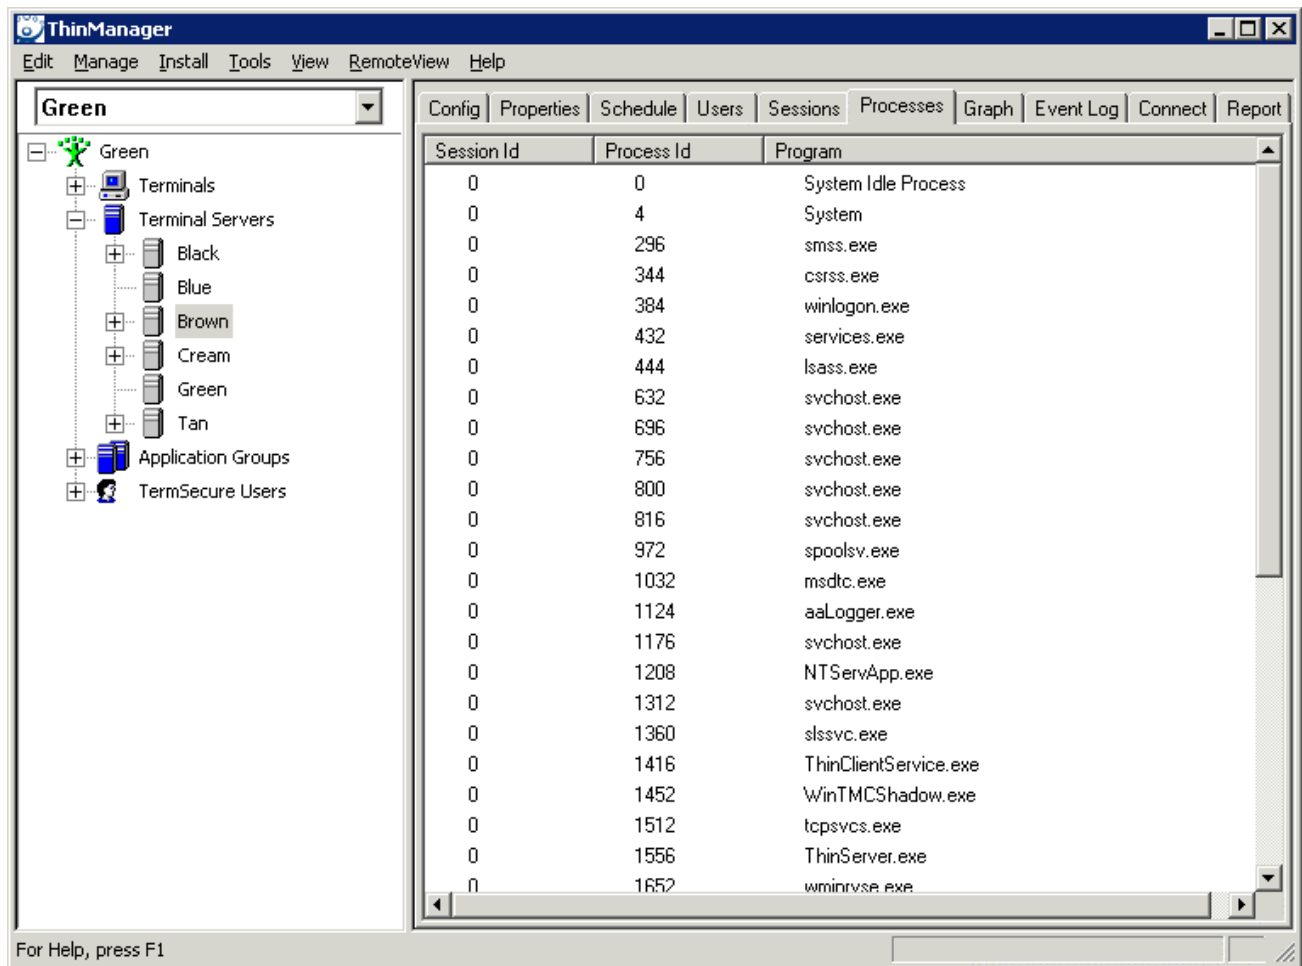 ThinManager
Edit Manage Install Tools View RemoteView Help
Green
Green
Terminals
Terminal Servers
Black
Blue
Brown
Cream
Green
Tan
Application Groups
TermSecure Users
Config Properties Schedule Users Sessions Processes Graph Event Log Connect Report
Session Id Process Id Program
0 0 System Idle Process
0 4 System
0 296 smss.exe
0 344 csrss.exe
0 384 winlogon.exe
0 432 services.exe
0 444 lsass.exe
0 632 svchost.exe
0 696 svchost.exe
0 756 svchost.exe
0 800 svchost.exe
0 816 svchost.exe
0 972 spoolsv.exe
0 1032 msdtc.exe
0 1124 aaLogger.exe
0 1176 svchost.exe
0 1208 NTServApp.exe
0 1312 svchost.exe
0 1360 slssvc.exe
0 1416 ThinClientService.exe
0 1452 WinTMCShadow.exe
0 1512 tcpsvcs.exe
0 1556 ThinServer.exe
0 1652 wmiprvse.exe
For Help, press F1